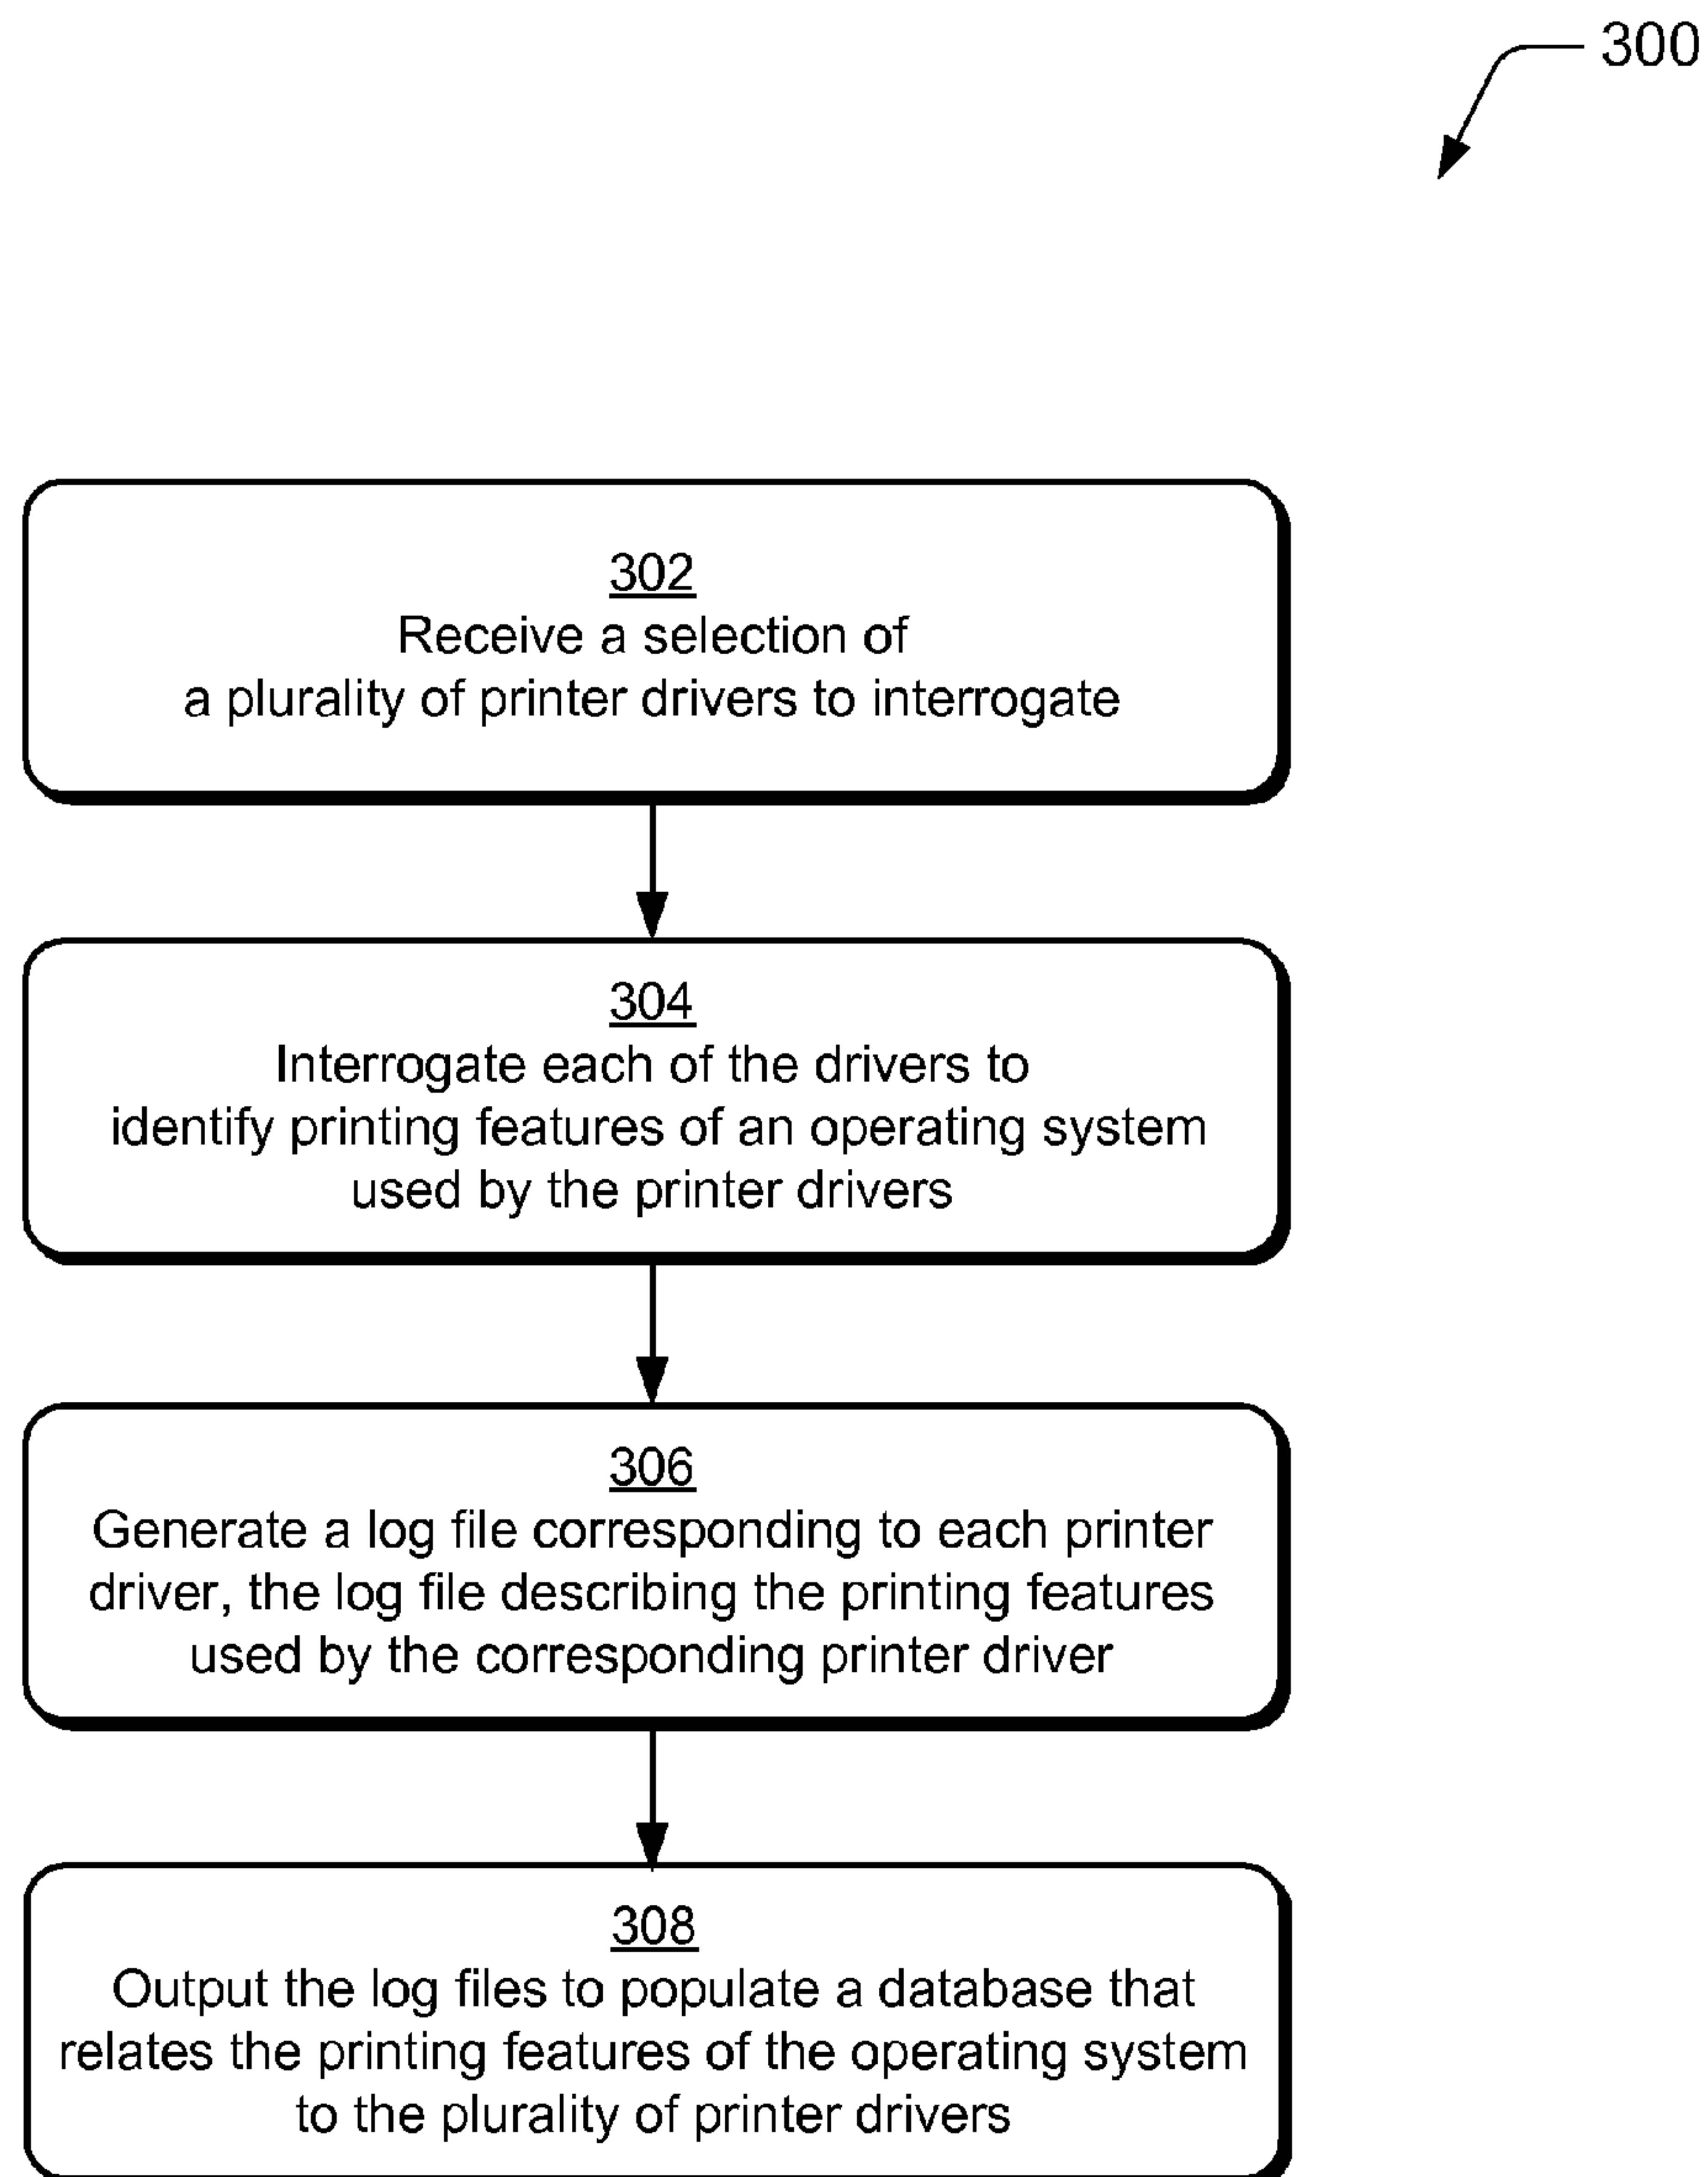 300
302
Receive a selection of
a plurality of printer drivers to interrogate
304
Interrogate each of the drivers to
identify printing features of an operating system
used by the printer drivers
306
Generate a log file corresponding to each printer
driver, the log file describing the printing features
used by the corresponding printer driver
308
Output the log files to populate a database that
relates the printing features of the operating system
to the plurality of printer drivers